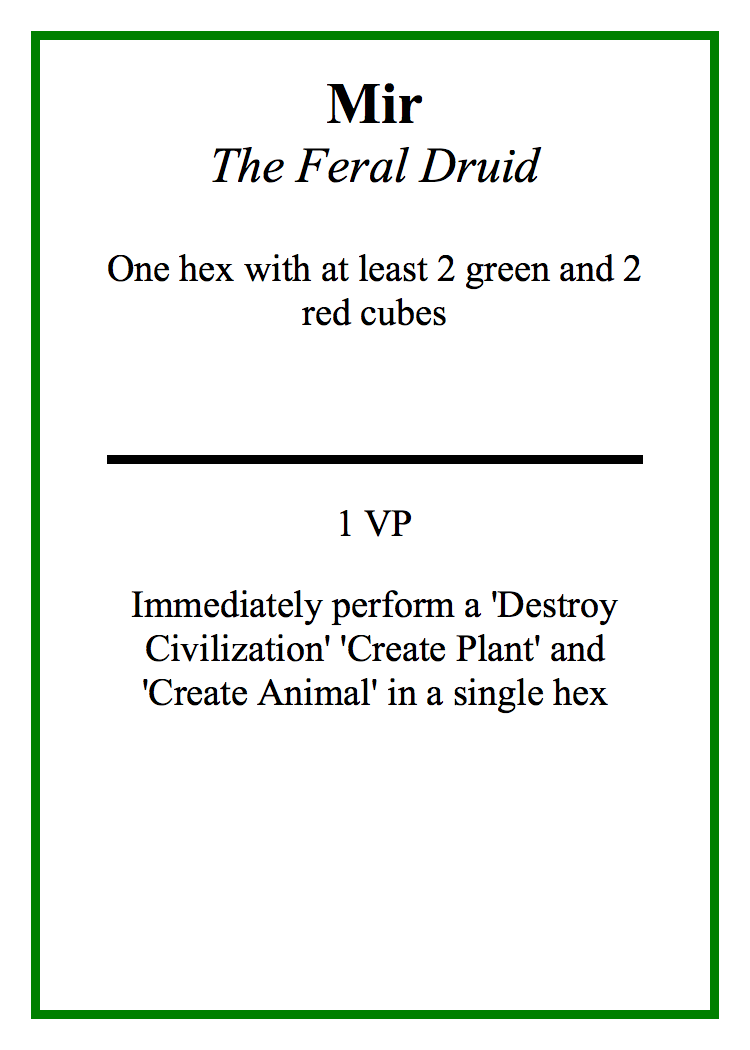 Mir
The Feral Druid
One hex with at least 2 green and 2
red cubes
1 VP
Immediately perform a 'Destroy
Civilization' 'Create Plant' and
'Create Animal' in a single hex